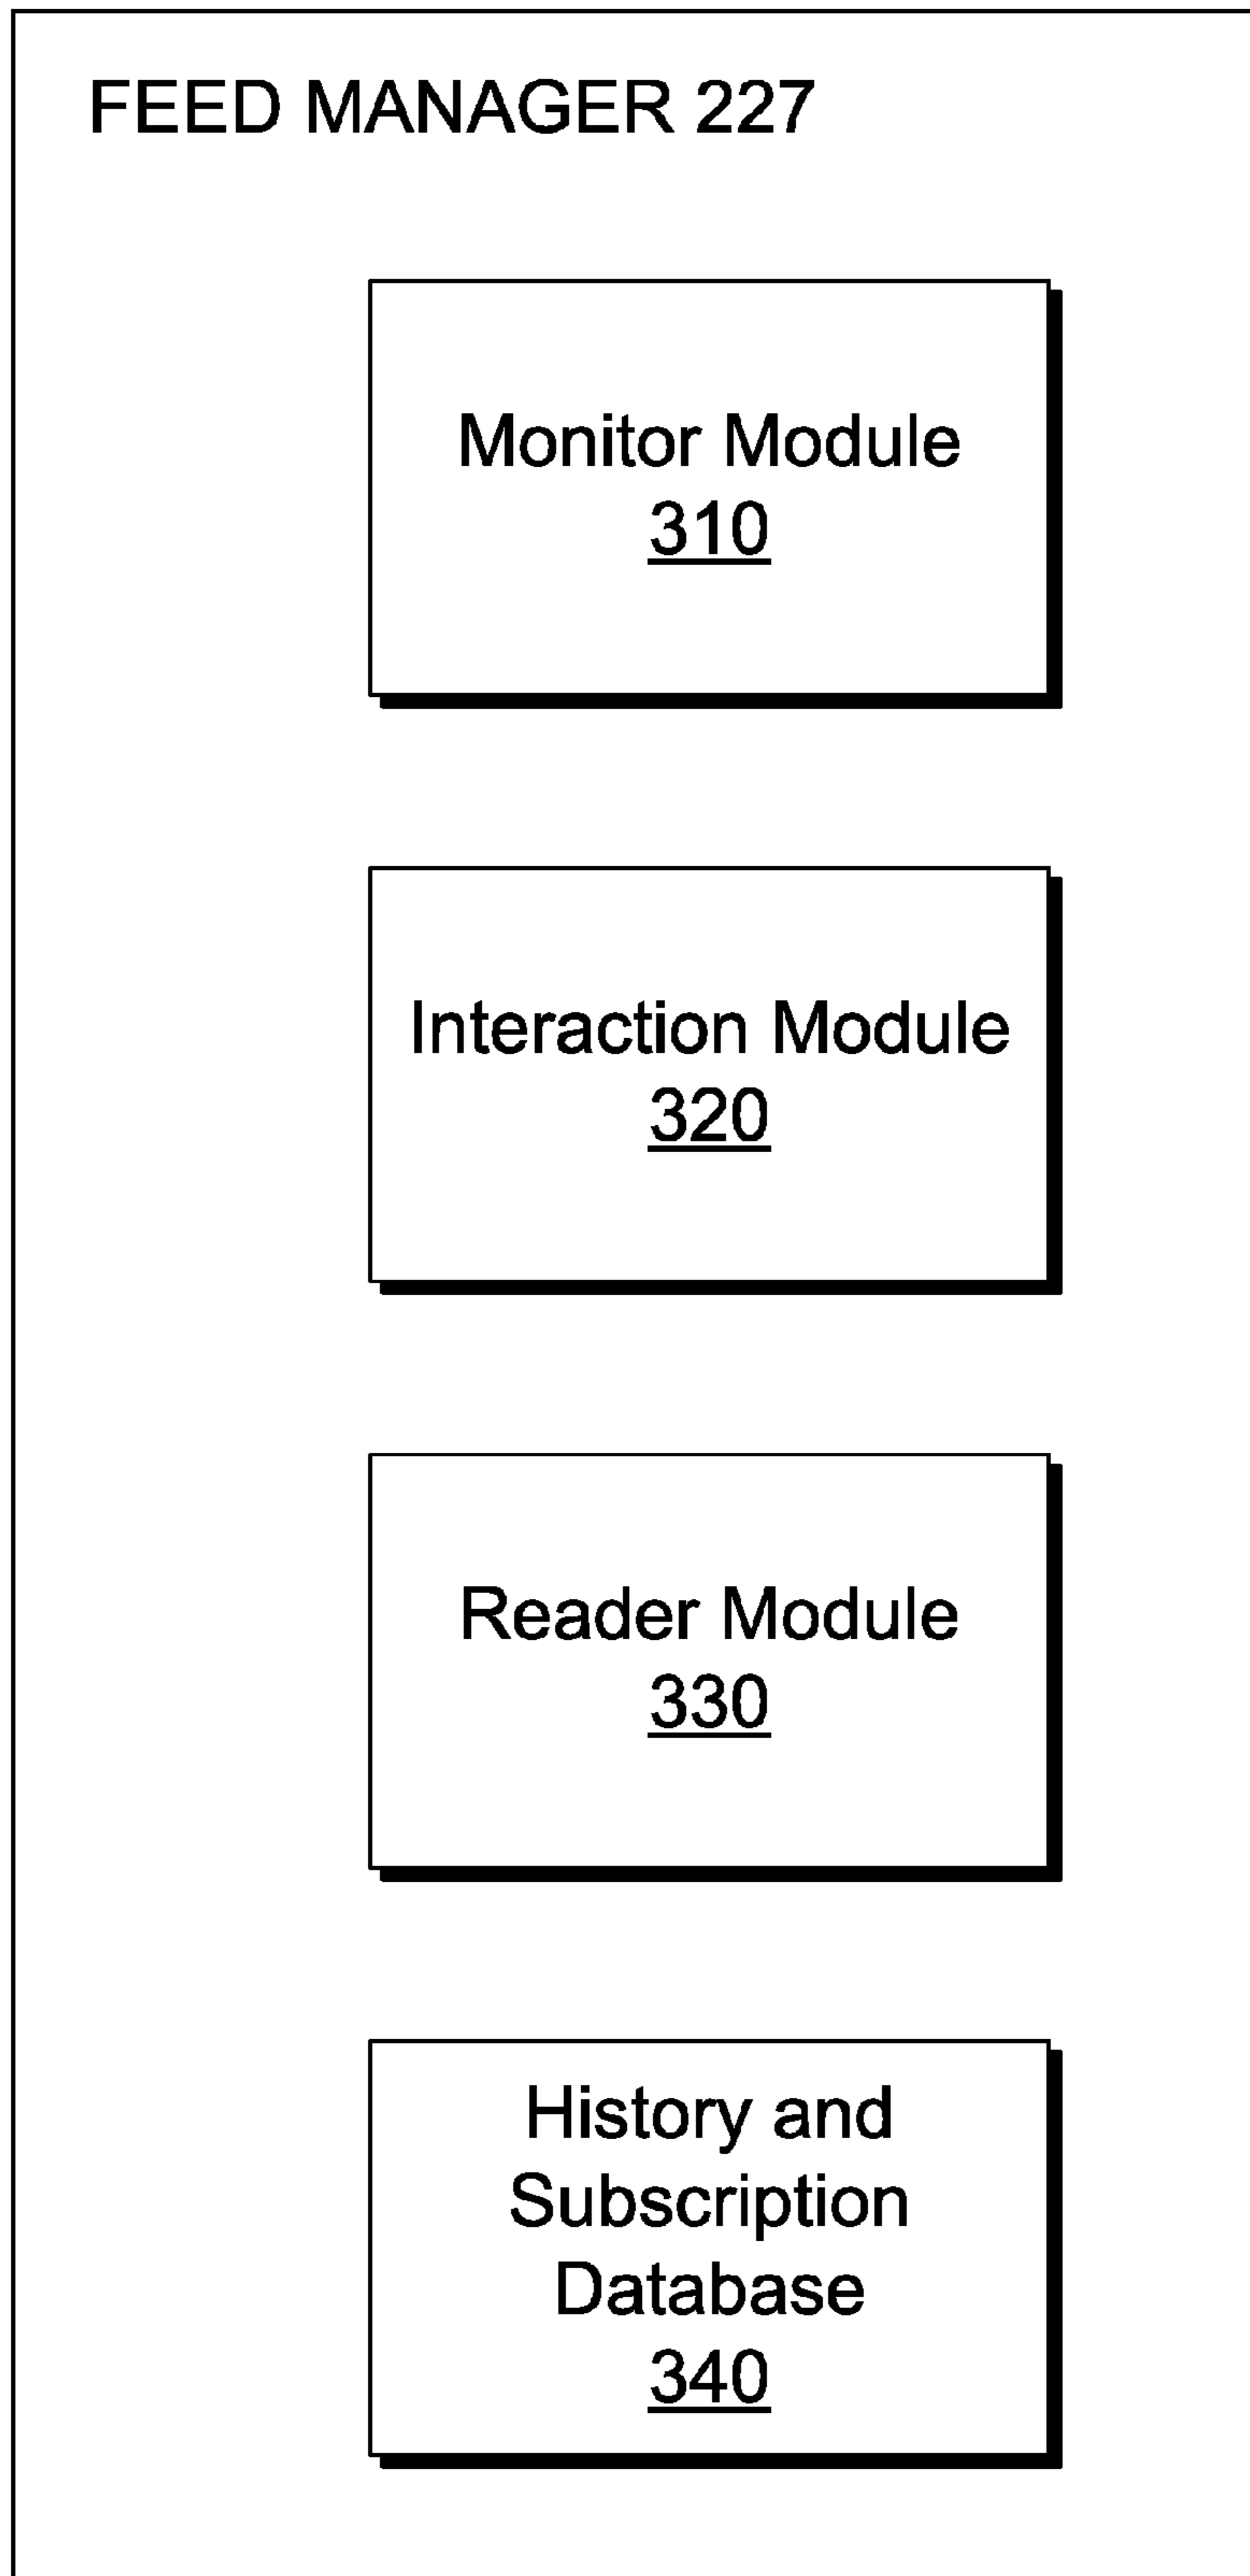 FEED MANAGER 227
Monitor Module
310
Interaction Module
320
Reader Module
330
History and
Subscription
Database
340